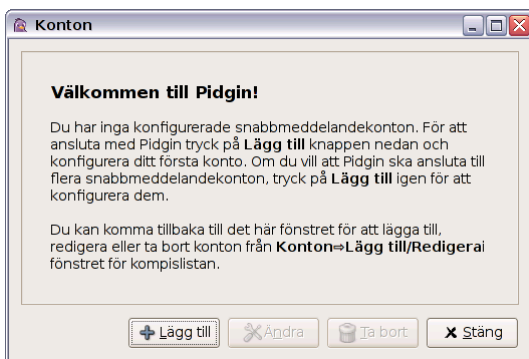 Konton
Välkommen till Pidgin!
Du har inga konfigurerade snabbmeddelandekonton. För att
ansluta med Pidgin tryck på Lägg till knappen nedan och
konfigurera ditt första konto. Om du vill att Pidgin ska ansluta till
flera snabbmeddelandekonton, tryck på Lägg till igen för att
konfigurera dem.
Du kan komma tillbaka till det här fönstret för att lägga till,
redigera eller ta bort konton från Konton⇨Lägg till/Redigerai
fönstret för kompislistan.
Lägg till Ändra Ta bort Stäng